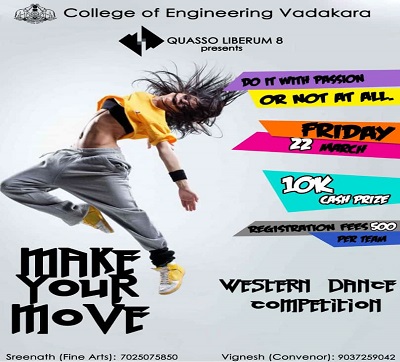 College of Engineering Vadakara
QUASSO LIBERUM 8
presents
DO IT WITH PASSION
OR NOT AT ALL.
FRIDAY
22 MARCH
10K
CASH PRIZE
REGISTRATION FEES 500
PER TEAM
MAKE
YOUR
MOVE
WESTERN DANCE
COMPETITION
Sreenath (Fine Arts): 7025075850
Vignesh (Convenor): 9037259042